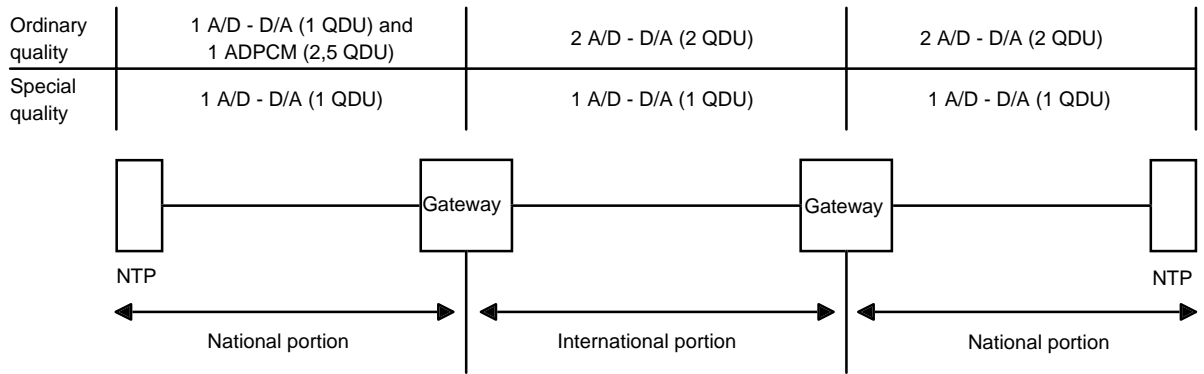 Ordinary
quality
1 A/D - D/A (1 QDU) and
1 ADPCM (2,5 QDU)
2 A/D - D/A (2 QDU)
2 A/D - D/A (2 QDU)
Special
quality
1 A/D - D/A (1 QDU)
1 A/D - D/A (1 QDU)
1 A/D - D/A (1 QDU)
Gateway
Gateway
NTP
NTP
National portion
International portion
National portion